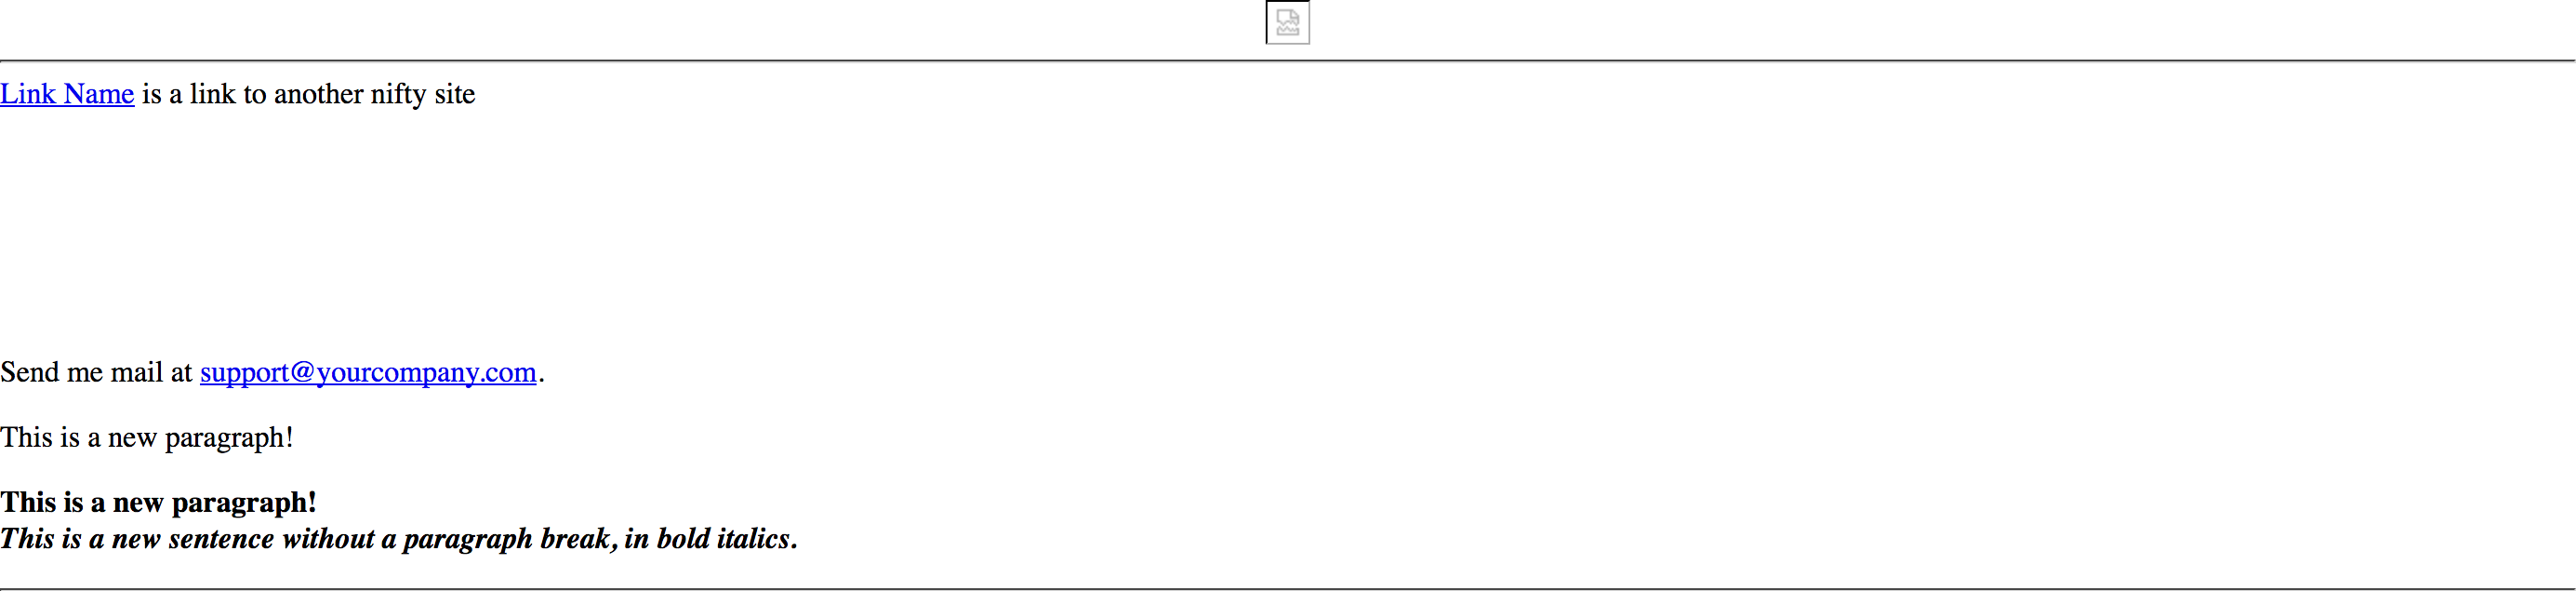 Link Name is a link to another nifty site
Send me mail at support@yourcompany.com.
This is a new paragraph!
This is a new paragraph!
This is a new sentence without a paragraph break, in bold italics.